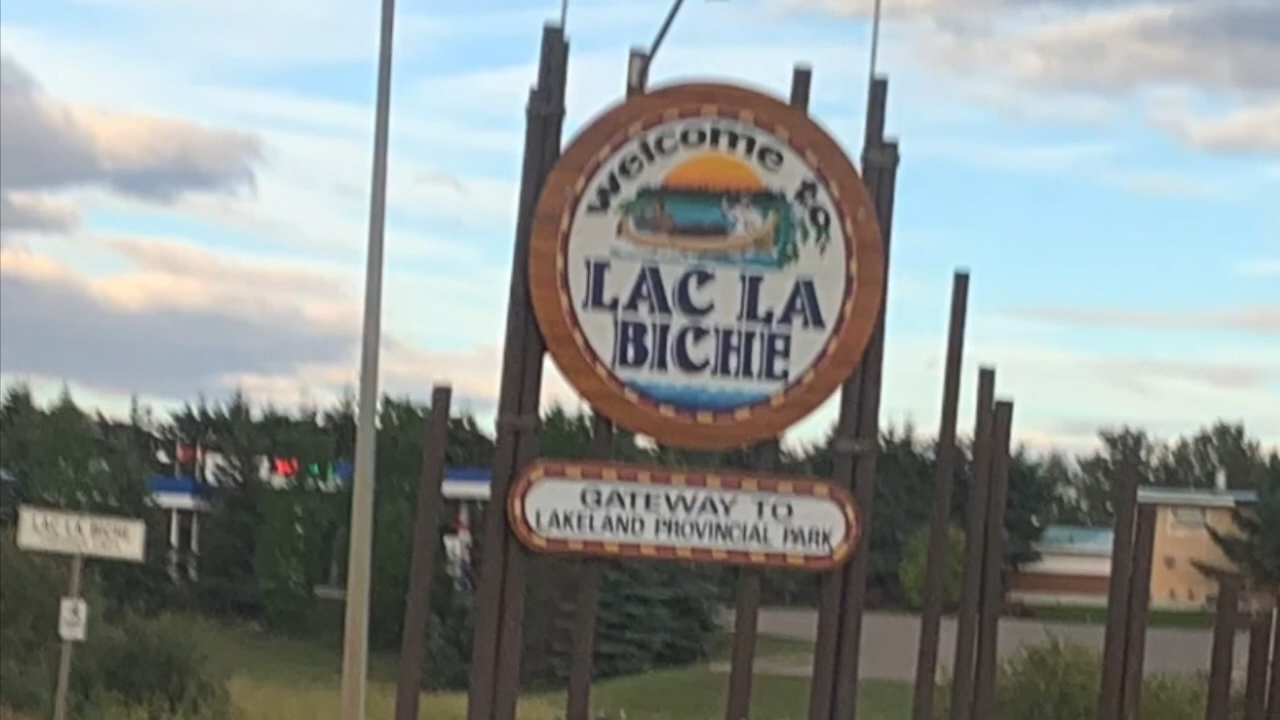 welcome to
LAC LA
BICHE
GATEWAY TO
LAKELAND PROVINCIAL PARK
LAC LA BICHE